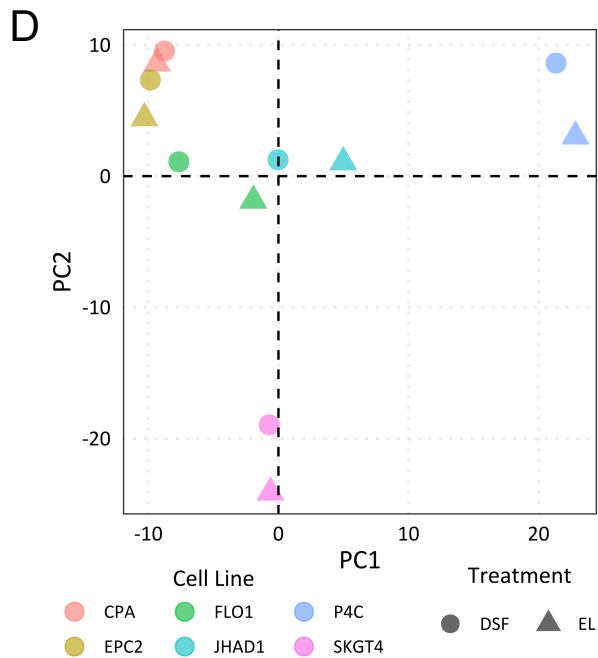 D
10
0
-10
-20
PC2
-10 0 10 20
PC1
Cell Line
Treatment
CPA FLO1 P4C
EPC2 JHAD1 SKGT4
DSF EL